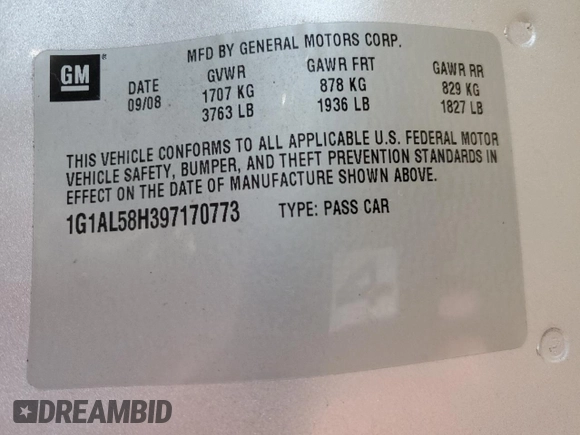 GM
MFD BY GENERAL MOTORS CORP.
DATE GVWR GAWR FRT GAWR RR
09/08 1707 KG 878 KG 829 KG
3763 LB 1936 LB 1827 LB
THIS VEHICLE CONFORMS TO ALL APPLICABLE U.S. FEDERAL MOTOR
VEHICLE SAFETY, BUMPER, AND THEFT PREVENTION STANDARDS IN
EFFECT ON THE DATE OF MANUFACTURE SHOWN ABOVE.
1G1AL58H397170773 TYPE: PASS CAR
DREAMBID